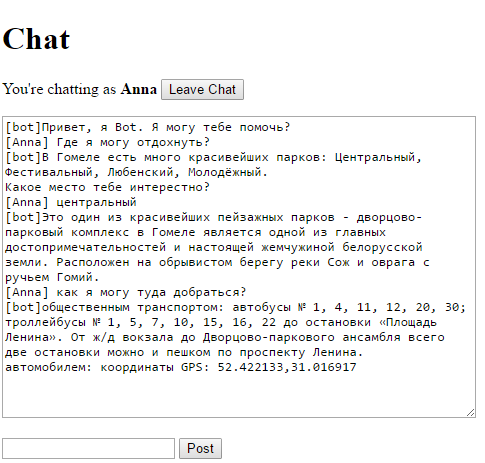 Chat
You're chatting as Anna Leave Chat
[bot]Привет, я Bot. Я могу тебе помочь?
[Anna] Где я могу отдохнуть?
[bot]В Гомеле есть много красивейших парков: Центральный,
Фестивальный, Любенский, Молодёжный.
Какое место тебе интерестно?
[Anna] центральный
[bot]Это один из красивейших пейзажных парков - дворцово-
парковый комплекс в Гомеле является одной из главных
достопримечательностей и настоящей жемчужиной белорусской
земли. Расположен на обрывистом берегу реки Сож и оврага с
ручьем Гомий.
[Anna] как я могу туда добраться?
[bot]общественным транспортом: автобусы № 1, 4, 11, 12, 20, 30;
троллейбусы № 1, 5, 7, 10, 15, 16, 22 до остановки «Площадь
Ленина». От ж/д вокзала до Дворцово-паркового ансамбля всего
две остановки можно и пешком по проспекту Ленина.
автомобилем: координаты GPS: 52.422133,31.016917
Post